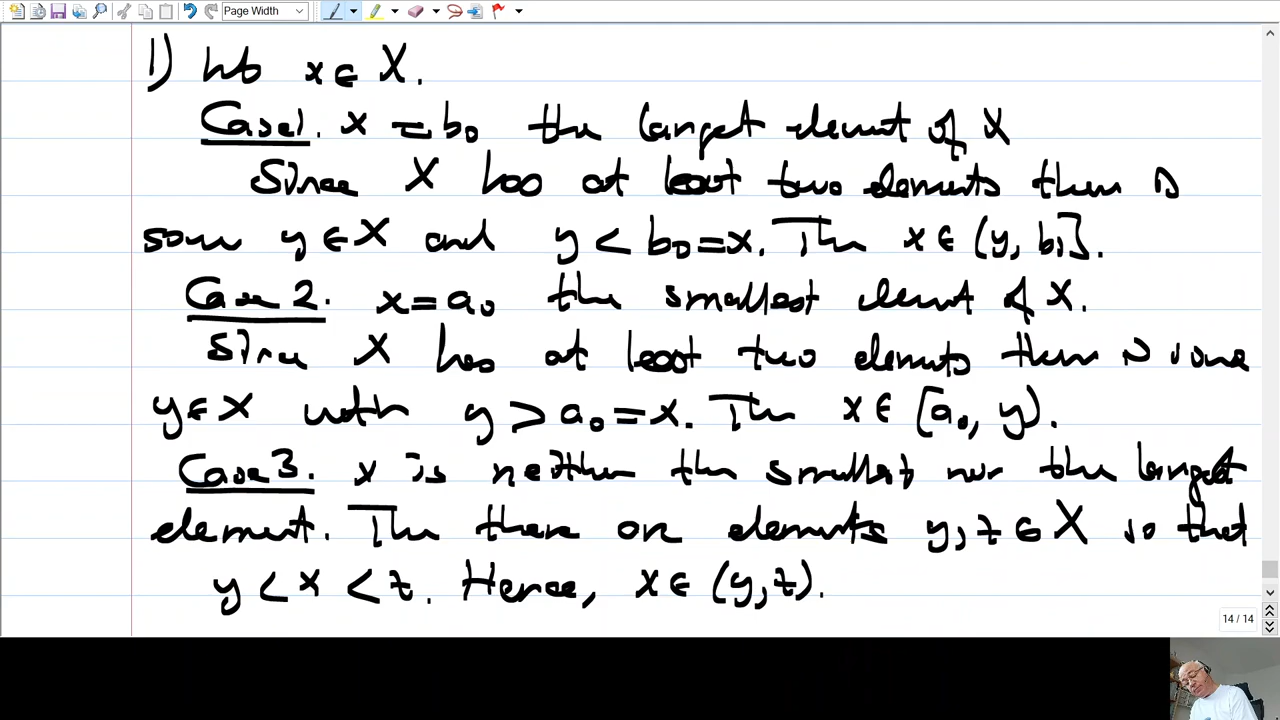 Page Width
1) Let x ∈ X.
Case 1. x = b₀ the largest element of X
Since X has at least two elements there is
some y ∈ X and y < b₀ = x. Then x ∈ (y, b₀].
Case 2. x = a₀ the smallest element of X.
Since X has at least two elements there is some
y ∈ X with y > a₀ = x. Then x ∈ [a₀, y).
Case 3. x is neither the smallest nor the largest
element. Then there are elements y, z ∈ X so that
y < x < z. Hence, x ∈ (y, z).
14 / 14